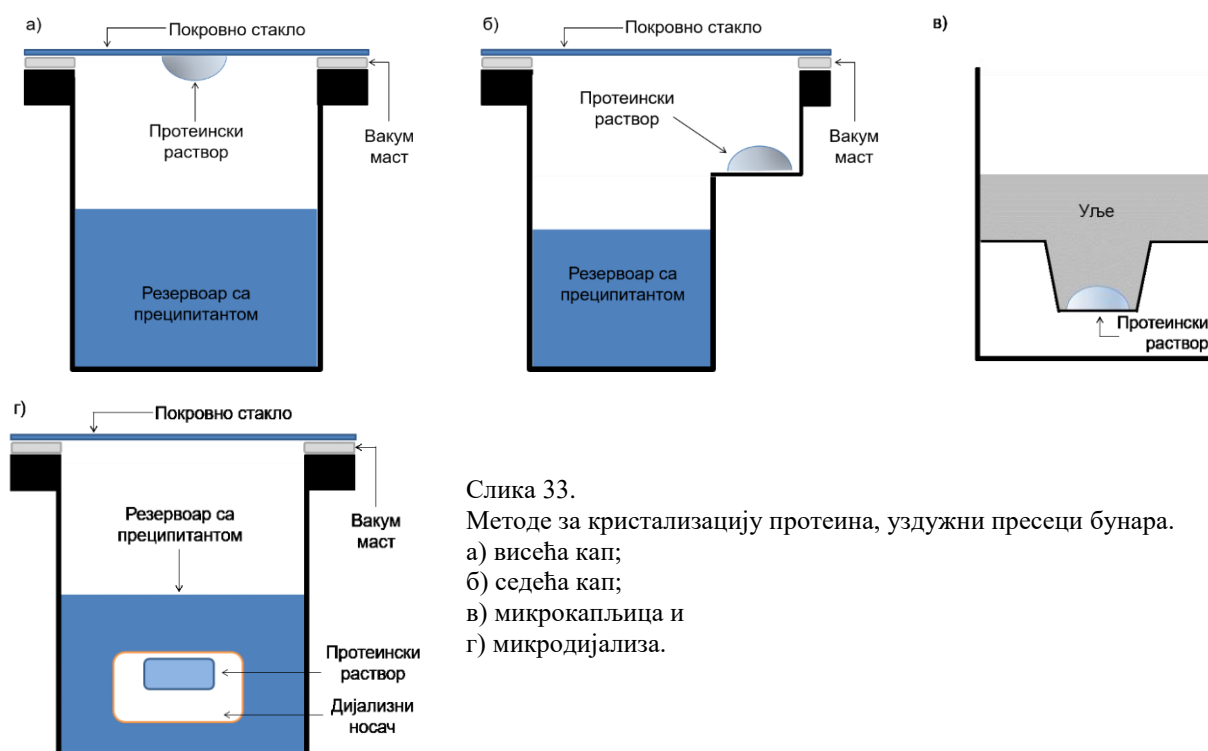 а)
Покровно стакло
Протеински
раствор
Вакум
маст
Резервоар са
преципитантом
б)
Покровно стакло
Протеински
раствор
Вакум
маст
Резервоар са
преципитантом
в)
Уље
Протеински
раствор
г)
Покровно стакло
Резервоар са
преципитантом
Вакум
маст
Протеински
раствор
Дијализни
носач
Слика 33.
Методе за кристализацију протеина, уздужни пресеци бунара.
а) висећа кап;
б) седећа кап;
в) микрокапљица и
г) микродијализа.